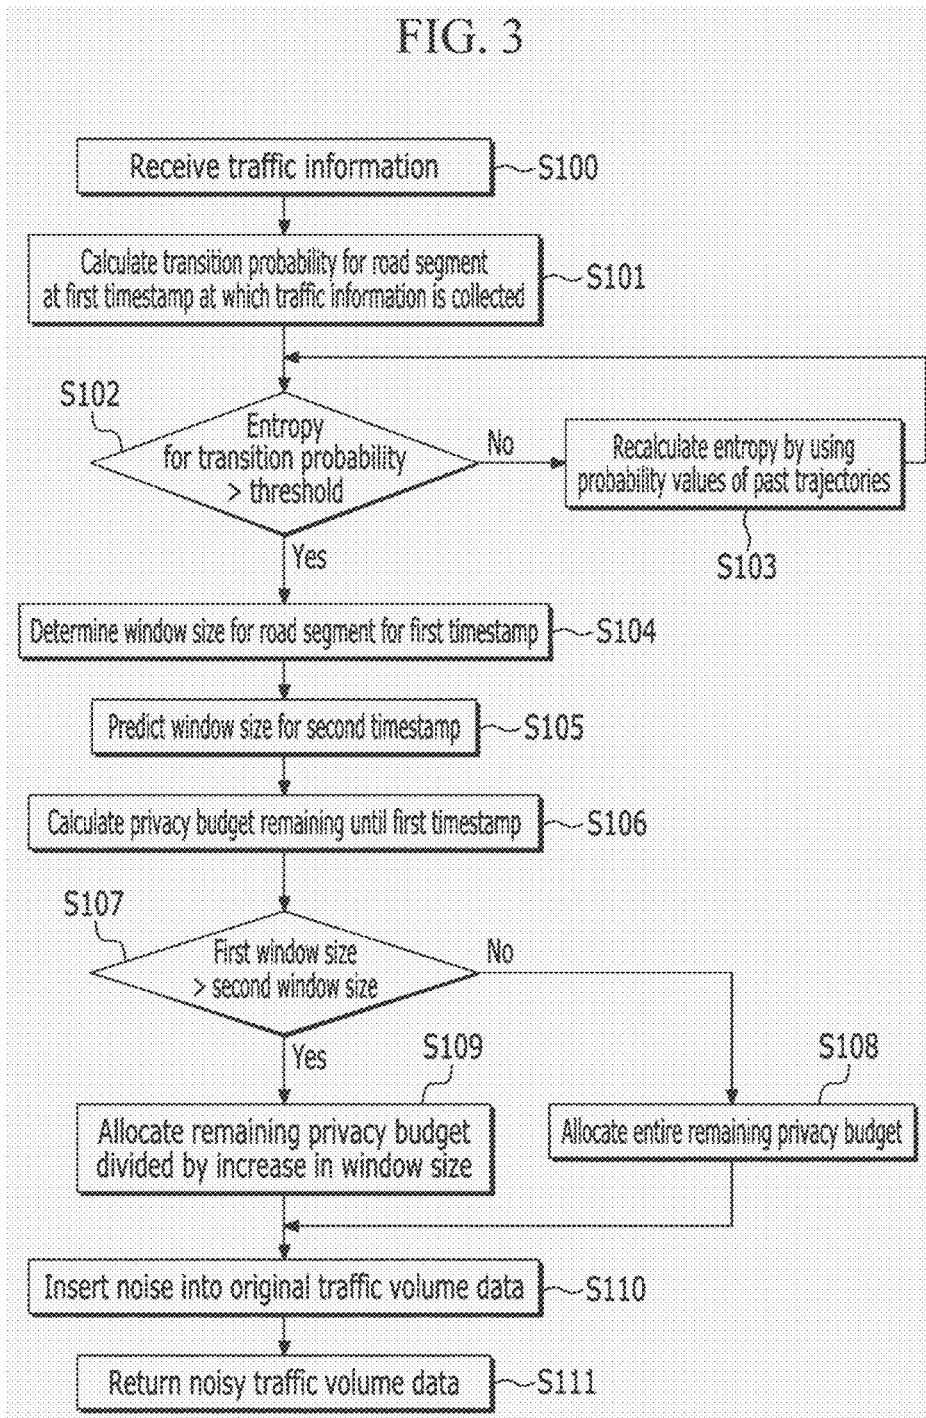 FIG. 3
Receive traffic information
S100
Calculate transition probability for road segment
at first timestamp at which traffic information is collected
S101
S102
Entropy
for transition probability
> threshold
No
Recalculate entropy by using
probability values of past trajectories
S103
Yes
Determine window size for road segment for first timestamp
S104
Predict window size for second timestamp
S105
Calculate privacy budget remaining until first timestamp
S106
S107
First window size
> second window size
No
Yes
S109
Allocate remaining privacy budget
divided by increase in window size
S108
Allocate entire remaining privacy budget
Insert noise into original traffic volume data
S110
Return noisy traffic volume data
S111